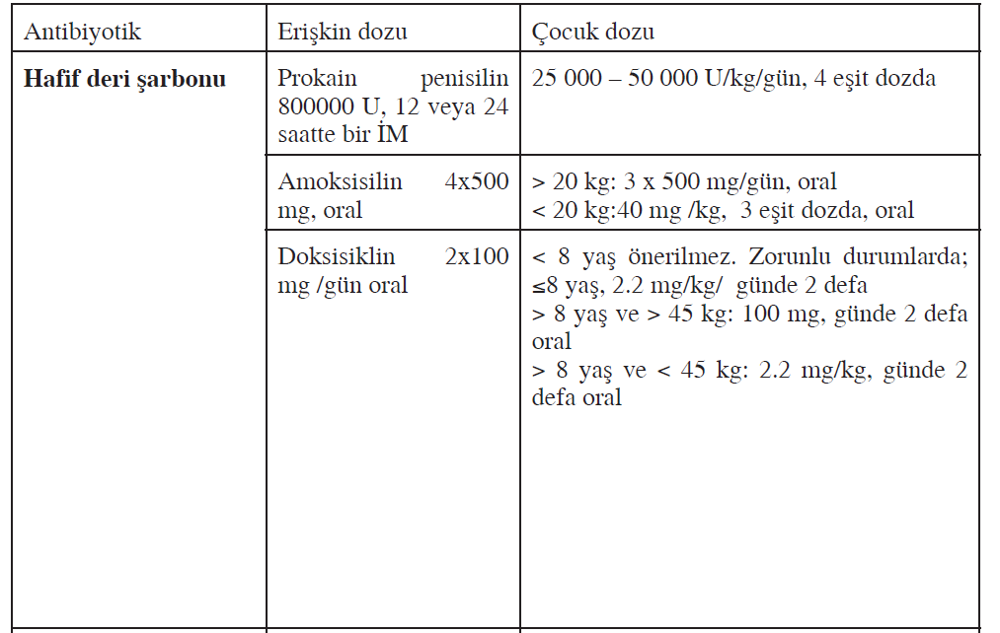 Antibiyotik
Erişkin dozu
Çocuk dozu
Hafif deri şarbonu
Prokain penisilin
800000 U, 12 veya 24
saatte bir İM
25 000 – 50 000 U/kg/gün, 4 eşit dozda
Amoksisilin 4x500
mg, oral
> 20 kg: 3 x 500 mg/gün, oral
< 20 kg:40 mg /kg, 3 eşit dozda, oral
Doksisiklin 2x100
mg /gün oral
< 8 yaş önerilmez. Zorunlu durumlarda;
≤8 yaş, 2.2 mg/kg/ günde 2 defa
> 8 yaş ve > 45 kg: 100 mg, günde 2 defa
oral
> 8 yaş ve < 45 kg: 2.2 mg/kg, günde 2
defa oral